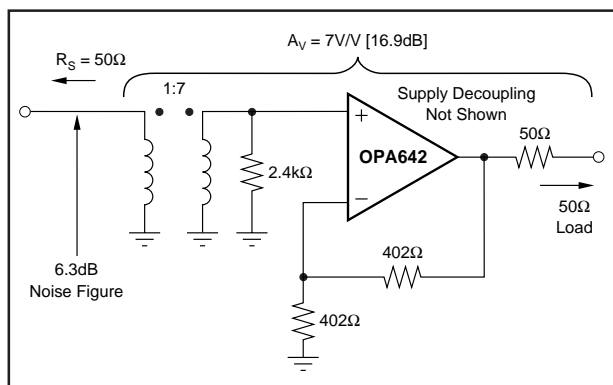 A_V = 7V/V [16.9dB]
R_S = 50Ω
1:7
Supply Decoupling
Not Shown
+
OPA642
–
2.4kΩ
50Ω
50Ω
Load
402Ω
402Ω
6.3dB
Noise Figure